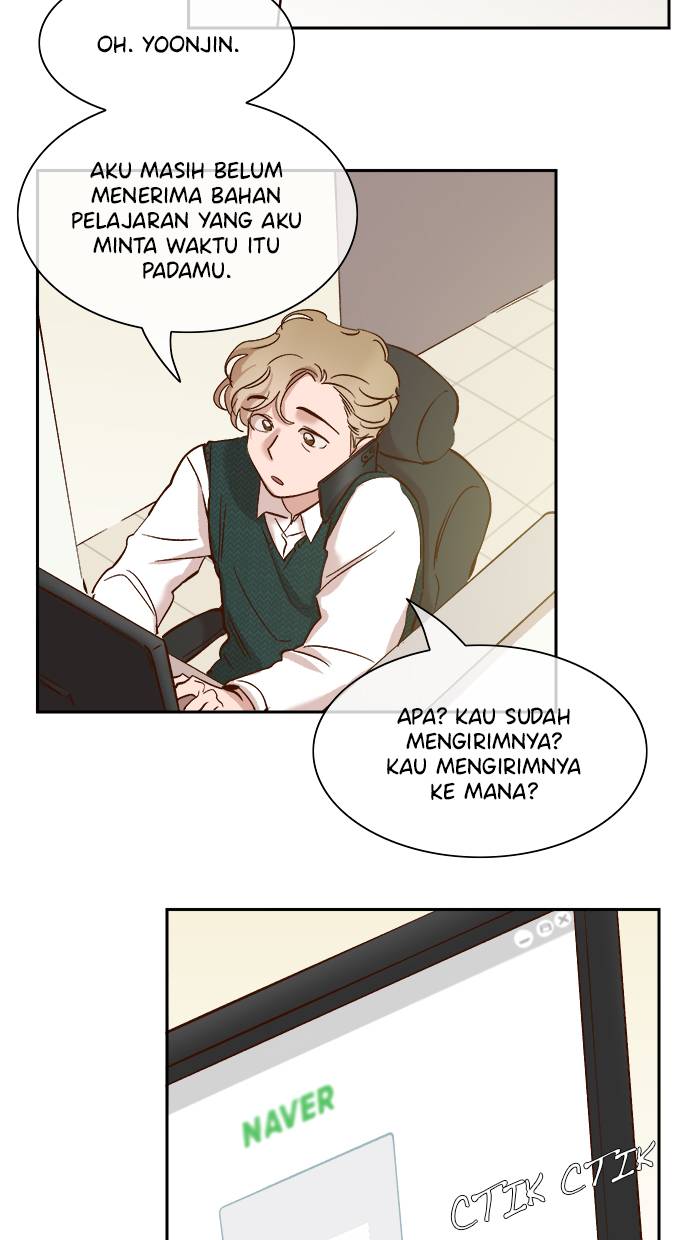 OH. YOONJIN.
AKU MASIH BELUM
MENERIMA BAHAN
PELAJARAN YANG AKU
MINTA WAKTU ITU
PADAMU.
APA? KAU SUDAH
MENGIRIMNYA?
KAU MENGIRIMNYA
KE MANA?
NAVER
CTIK CTIK